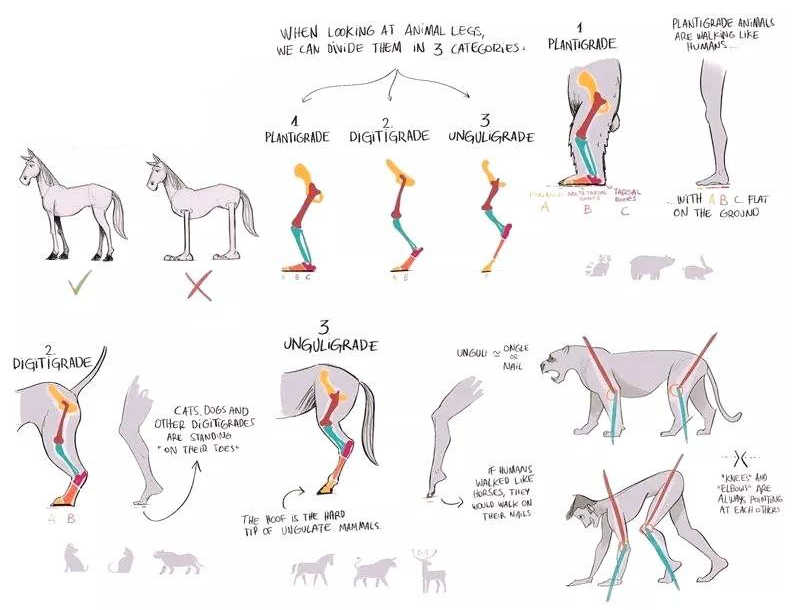 WHEN LOOKING AT ANIMAL LEGS,
WE CAN DIVIDE THEM IN 3 CATEGORIES.
1
PLANTIGRADE
2.
DIGITIGRADE
3
UNGULIGRADE
A B C
A B
A
1
PLANTIGRADE
A
B
TARSAL
BONES
C
PLANTIGRADE ANIMALS
ARE WALKING LIKE
HUMANS...
...WITH A B C FLAT
ON THE GROUND
2.
DIGITIGRADE
A B
CATS, DOGS AND
OTHER DIGITIGRADES
ARE STANDING
"ON THEIR TOES"
3
UNGULIGRADE
THE HOOF IS THE HARD
TIP OF UNGULATE MAMMALS
UNGULI ≃ ONGLE
OR
NAIL
IF HUMANS
WALKED LIKE
HORSES, THEY
WOULD WALK ON
THEIR NAILS
"KNEES" AND
"ELBOWS" ARE
ALWAYS POINTING
AT EACH OTHERS